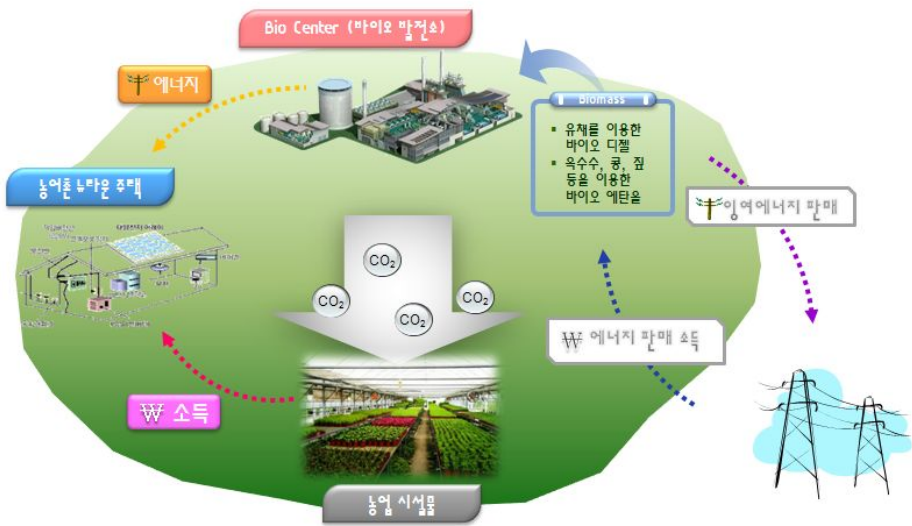 Bio Center (바이오 발전소)
에너지
Biomass
▪ 유채를 이용한
바이오 디젤
▪ 옥수수, 콩, 짚
등을 이용한
바이오 에탄올
농어촌 뉴타운 주택
잉여에너지 판매
CO₂
CO₂
CO₂
CO₂
₩ 에너지 판매 소득
₩ 소득
농업 시설물